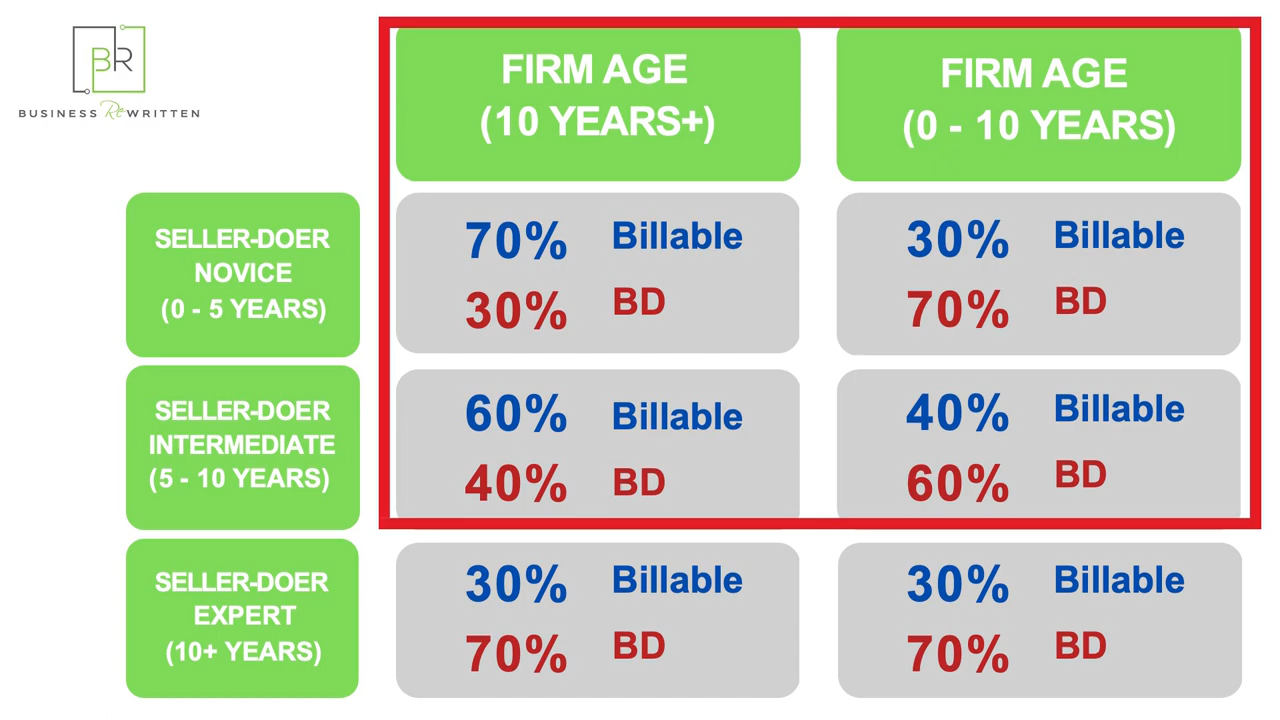 BR
BUSINESS Re WRITTEN
FIRM AGE
(10 YEARS+)
FIRM AGE
(0 - 10 YEARS)
SELLER-DOER
NOVICE
(0 - 5 YEARS)
70% Billable
30% BD
30% Billable
70% BD
SELLER-DOER
INTERMEDIATE
(5 - 10 YEARS)
60% Billable
40% BD
40% Billable
60% BD
SELLER-DOER
EXPERT
(10+ YEARS)
30% Billable
70% BD
30% Billable
70% BD